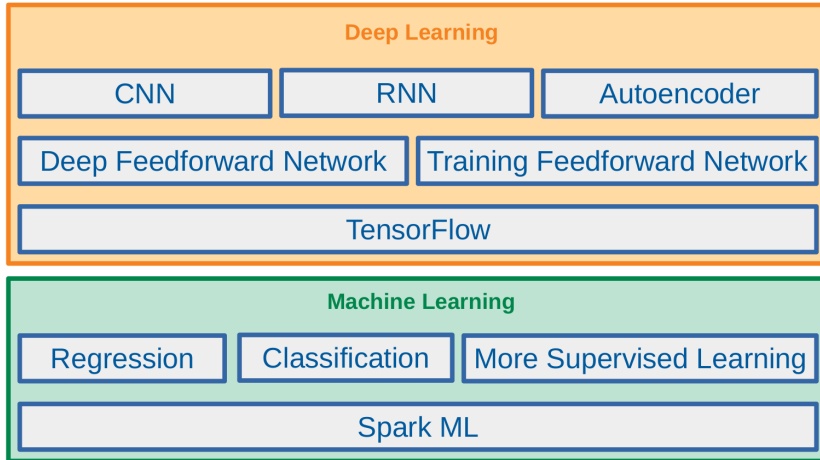 Deep Learning
CNN
RNN
Autoencoder
Deep Feedforward Network
Training Feedforward Network
TensorFlow
Machine Learning
Regression
Classification
More Supervised Learning
Spark ML